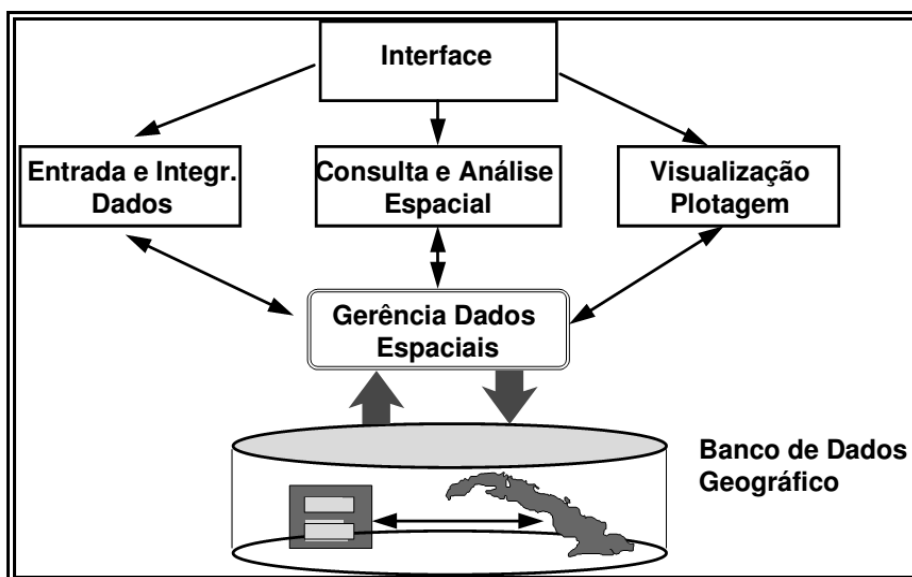 Interface
Entrada e Integr.
Dados
Consulta e Análise
Espacial
Visualização
Plotagem
Gerência Dados
Espaciais
Banco de Dados
Geográfico